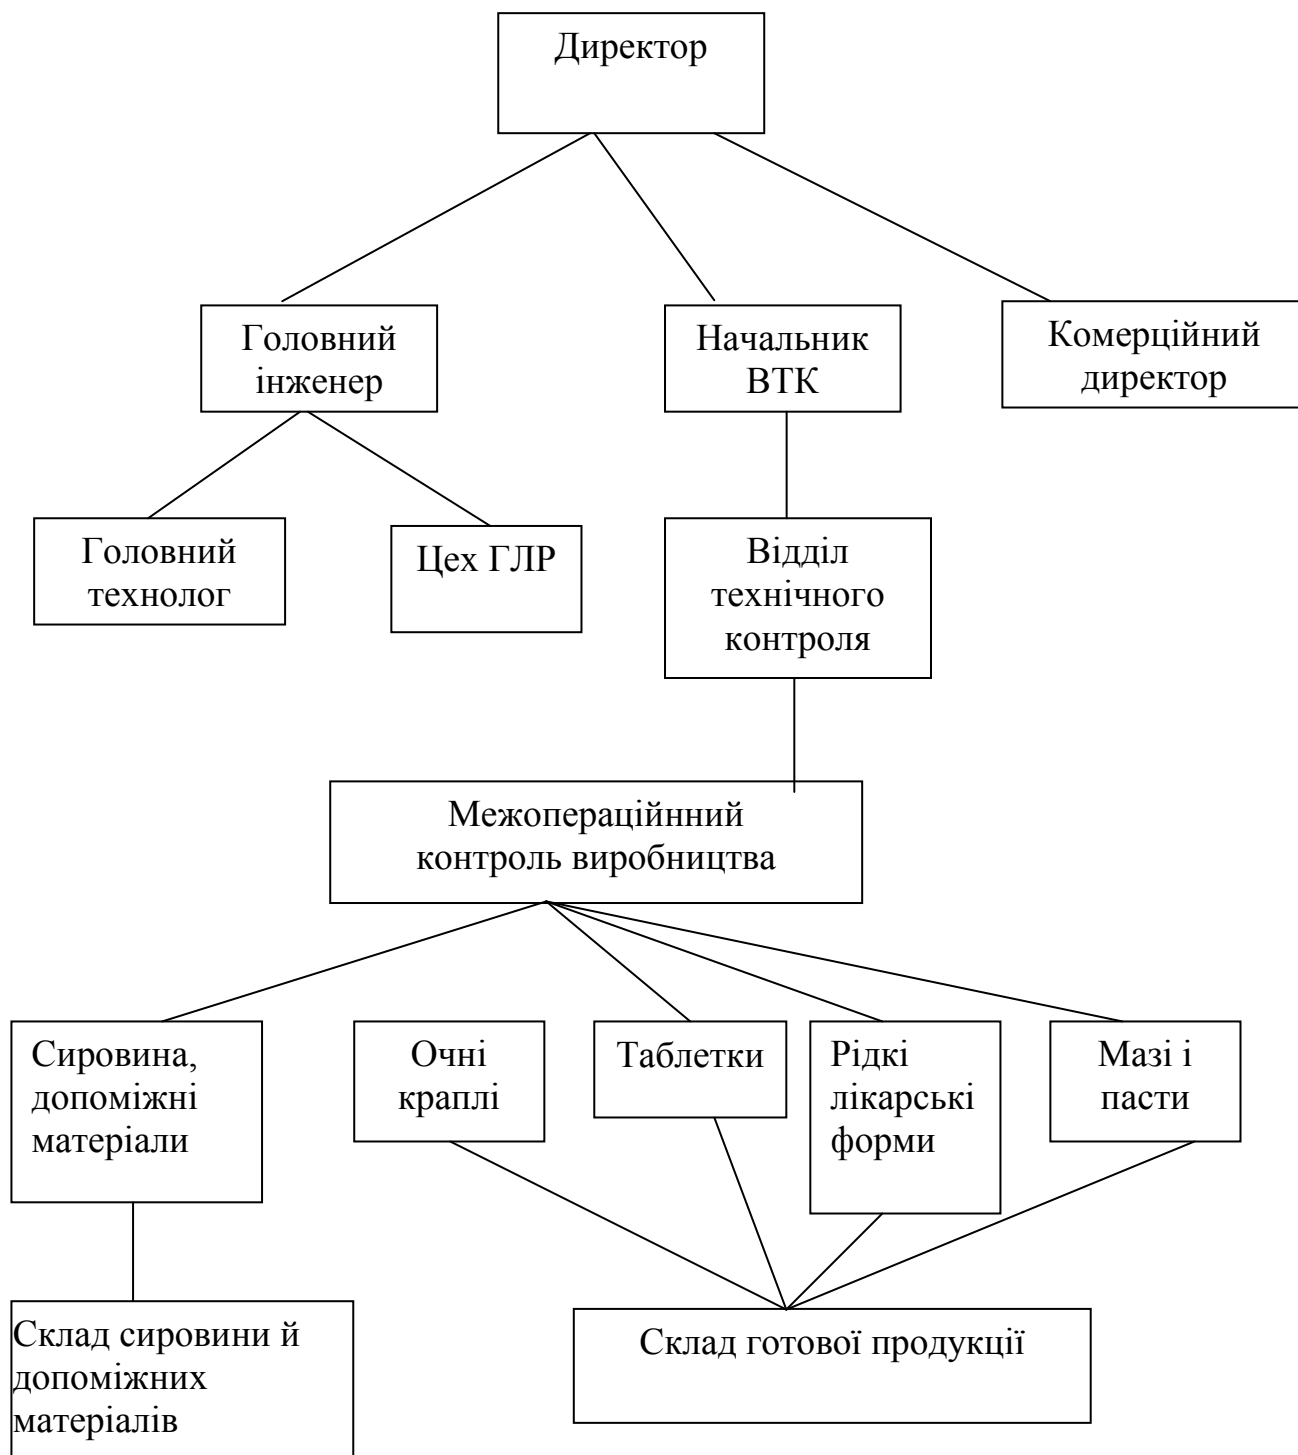 Директор
Головний
інженер
Начальник
ВТК
Комерційний
директор
Головний
технолог
Цех ГЛР
Відділ
технічного
контроля
Межопераційнний
контроль виробництва
Сировина,
допоміжні
матеріали
Очні
краплі
Таблетки
Рідкі
лікарські
форми
Мазі і
пасти
Склад сировини й
допоміжних
матеріалів
Склад готової продукції